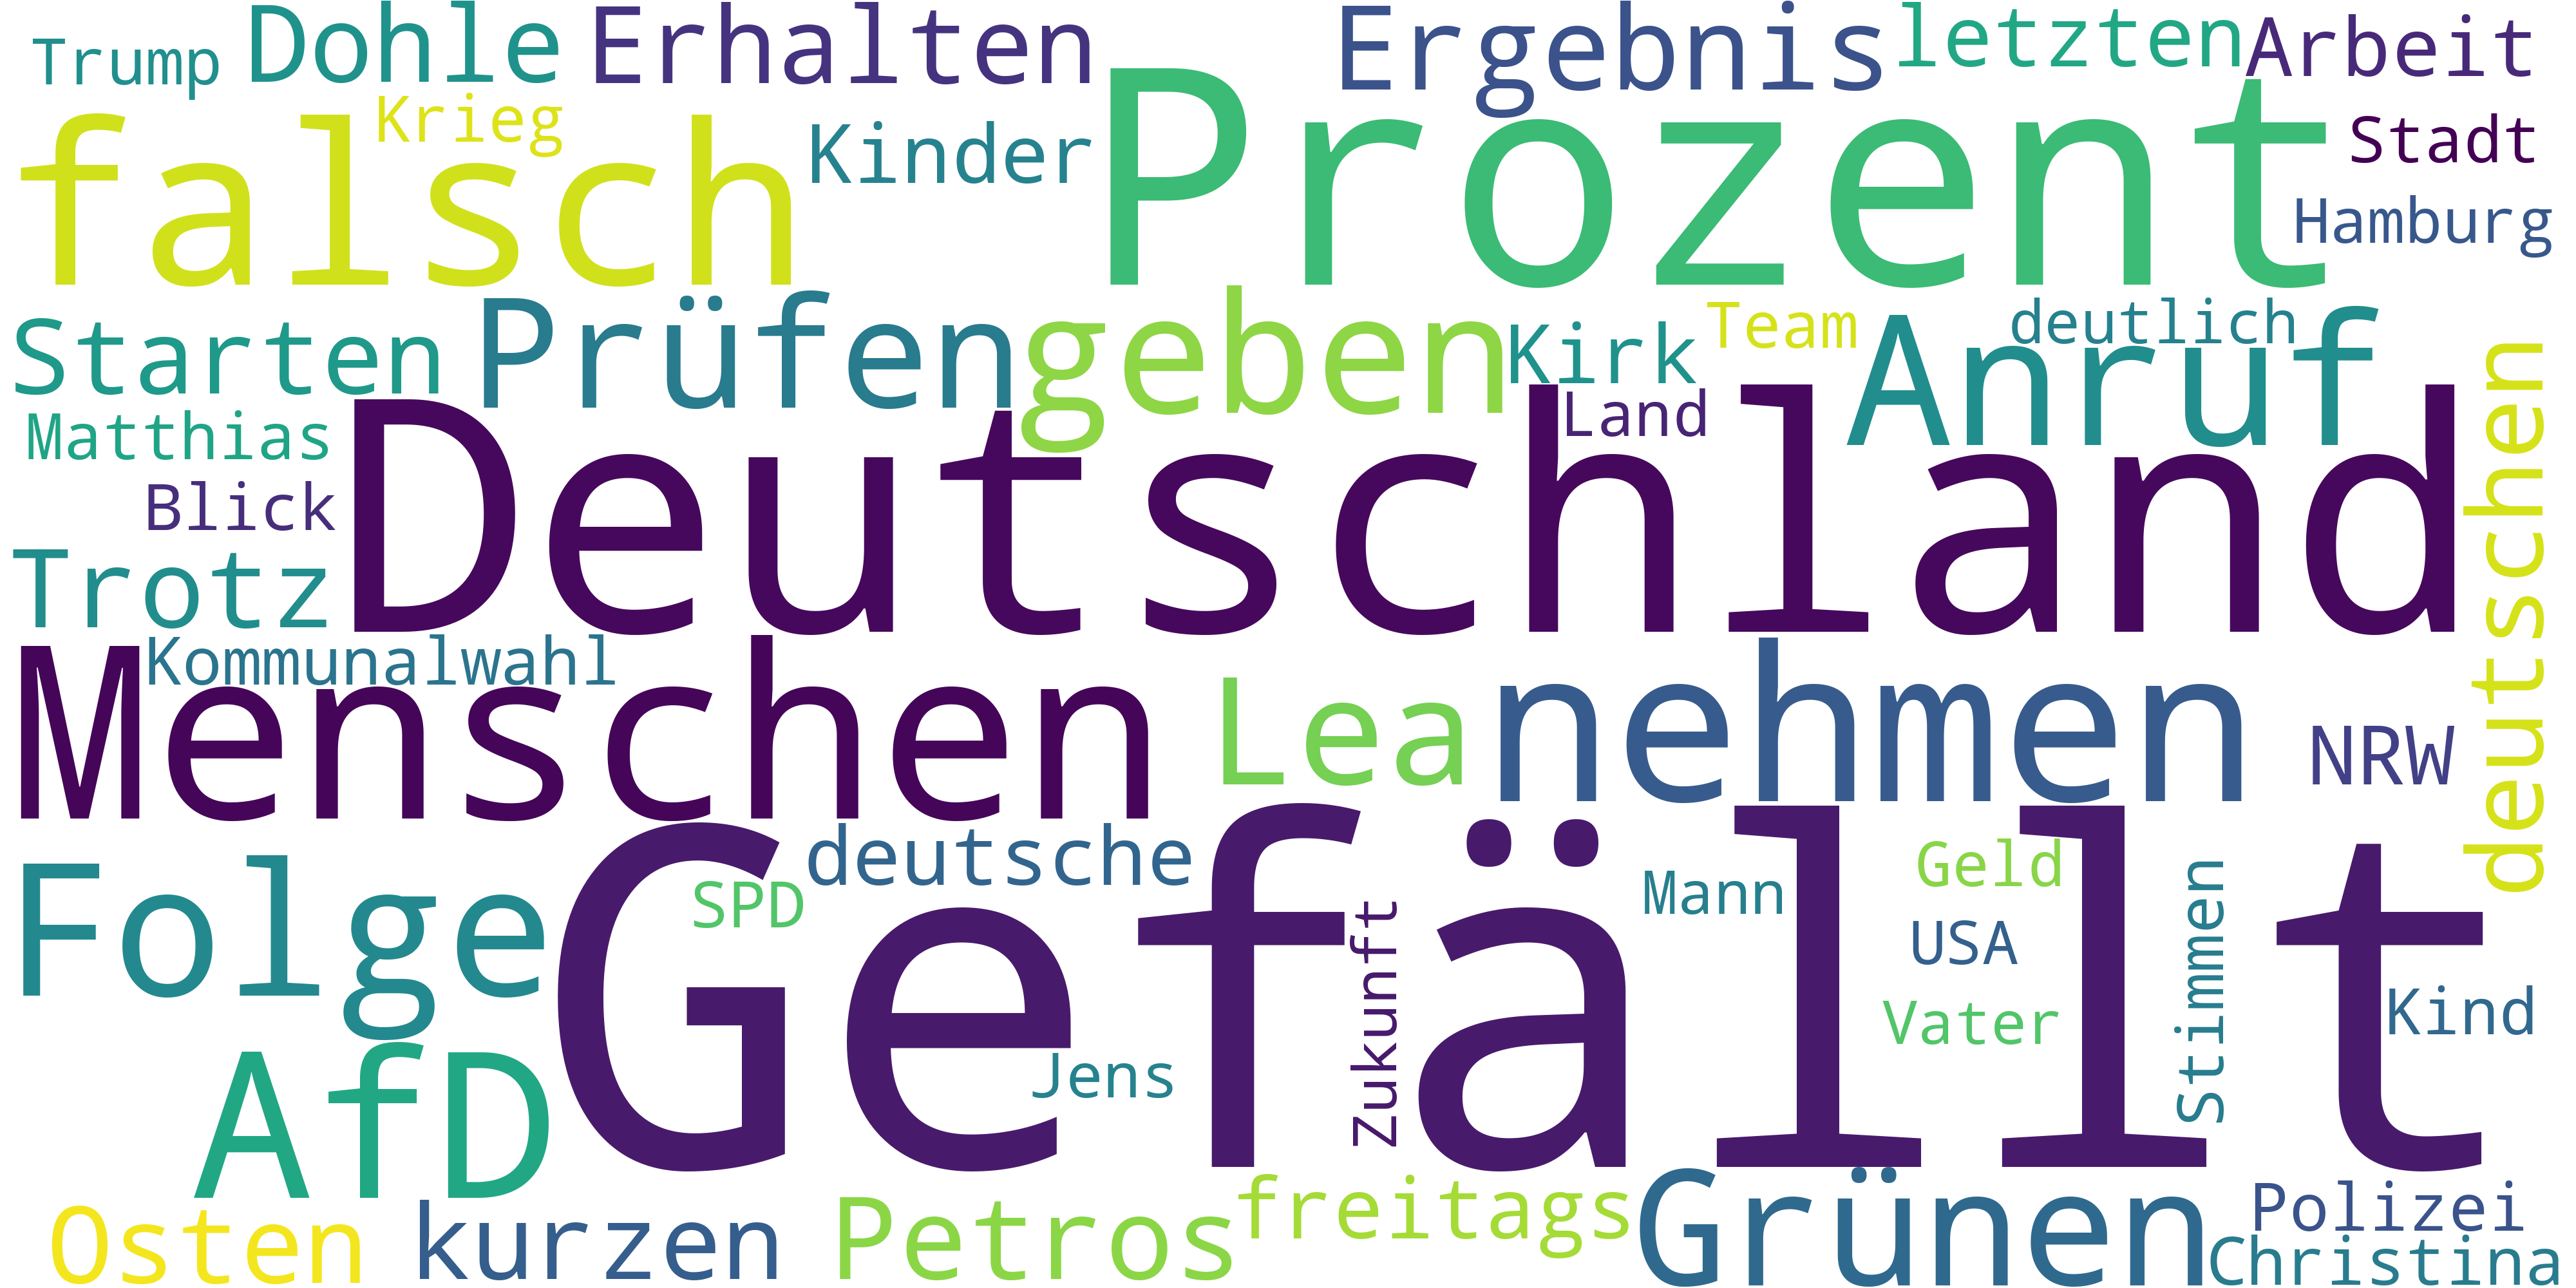 Trump
Dohle
Erhalten
Ergebnis
letzten
Arbeit
Krieg
falsch
Kinder
Prozent
Stadt
Hamburg
Starten
Prüfen
geben
Kirk
Team
deutlich
Anruf
Matthias
Land
Blick
Deutschland
deutschen
Trotz
Kommunalwahl
Menschen
Lea
nehmen
NRW
Folge
SPD
deutsche
Gefällt
Mann
Geld
USA
Vater
Zukunft
Stimmen
Kind
Jens
AfD
Osten
kurzen
Petros
freitags
Grünen
Polizei
Christina